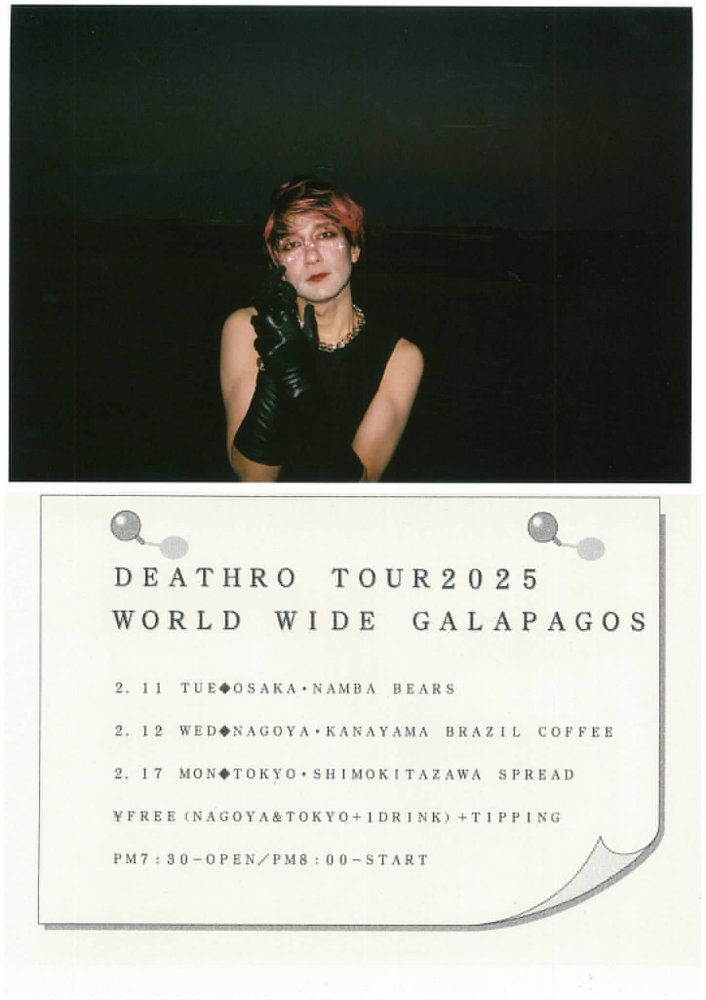 DEATHRO TOUR2025
WORLD WIDE GALAPAGOS
2. 11 TUE◆OSAKA・NAMBA BEARS
2. 12 WED◆NAGOYA・KANAYAMA BRAZIL COFFEE
2. 17 MON◆TOKYO・SHIMOKITAZAWA SPREAD
¥FREE(NAGOYA&TOKYO+1DRINK)+TIPPING
PM7:30-OPEN/PM8:00-START